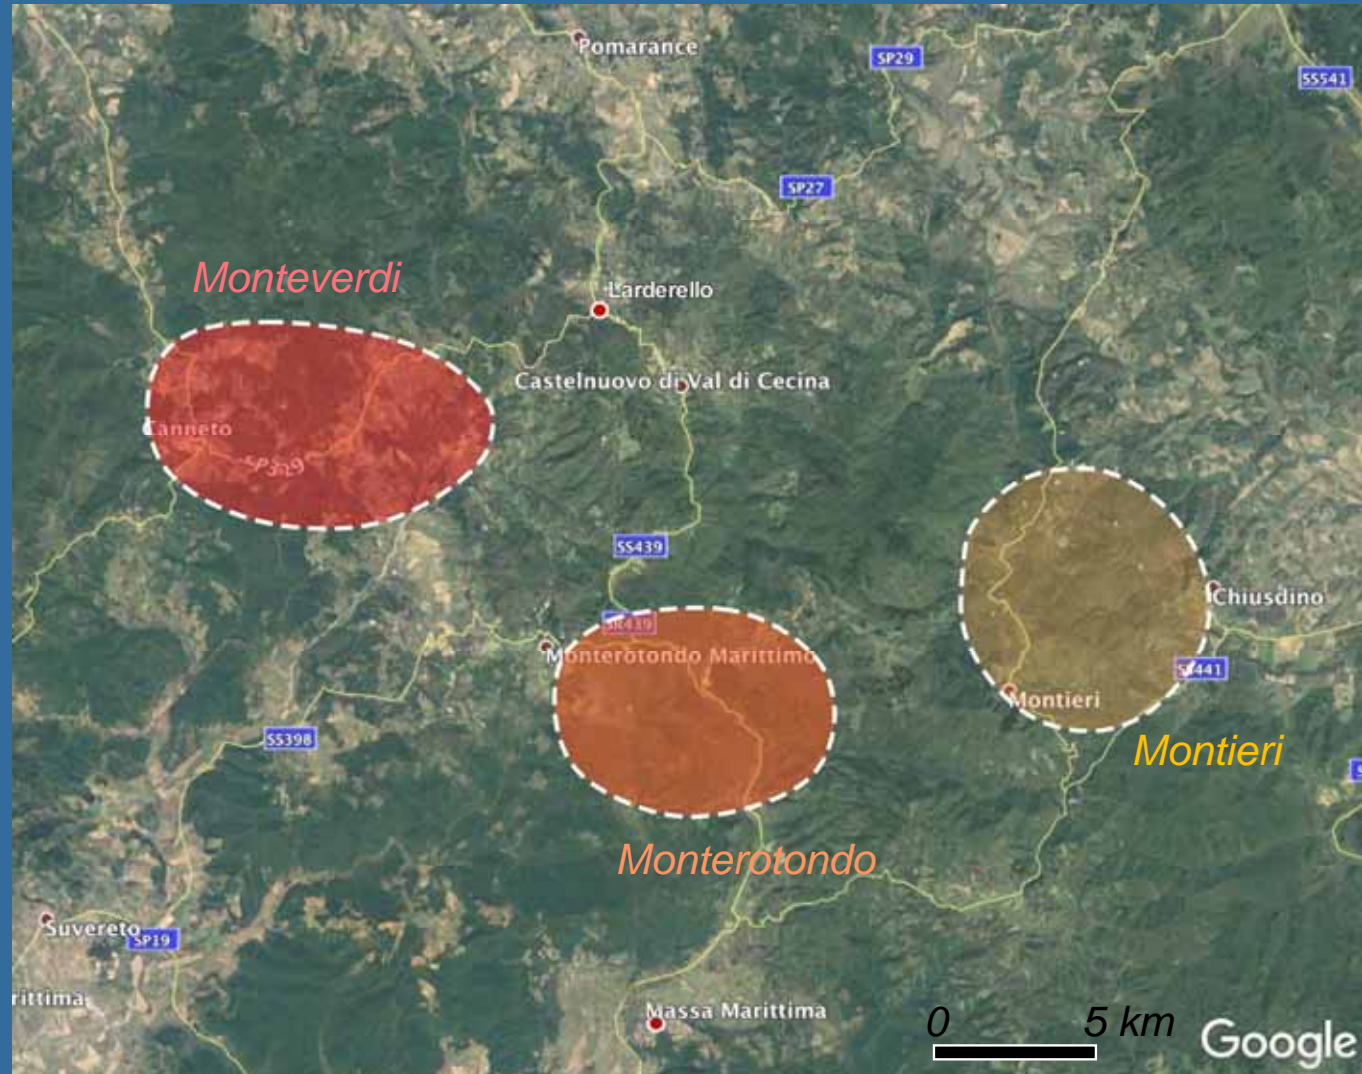 Pomarance
SP29
SS541
SP27
Monteverdi
Larderello
Castelnuovo di Val di Cecina
Canneto
SP329
SS439
Chiusdino
SR439
Monterotondo Marittimo
SS441
Montieri
SS398
Montieri
Monterotondo
Suvereto
SP19
rittima
Massa Marittima
0 5 km
Google